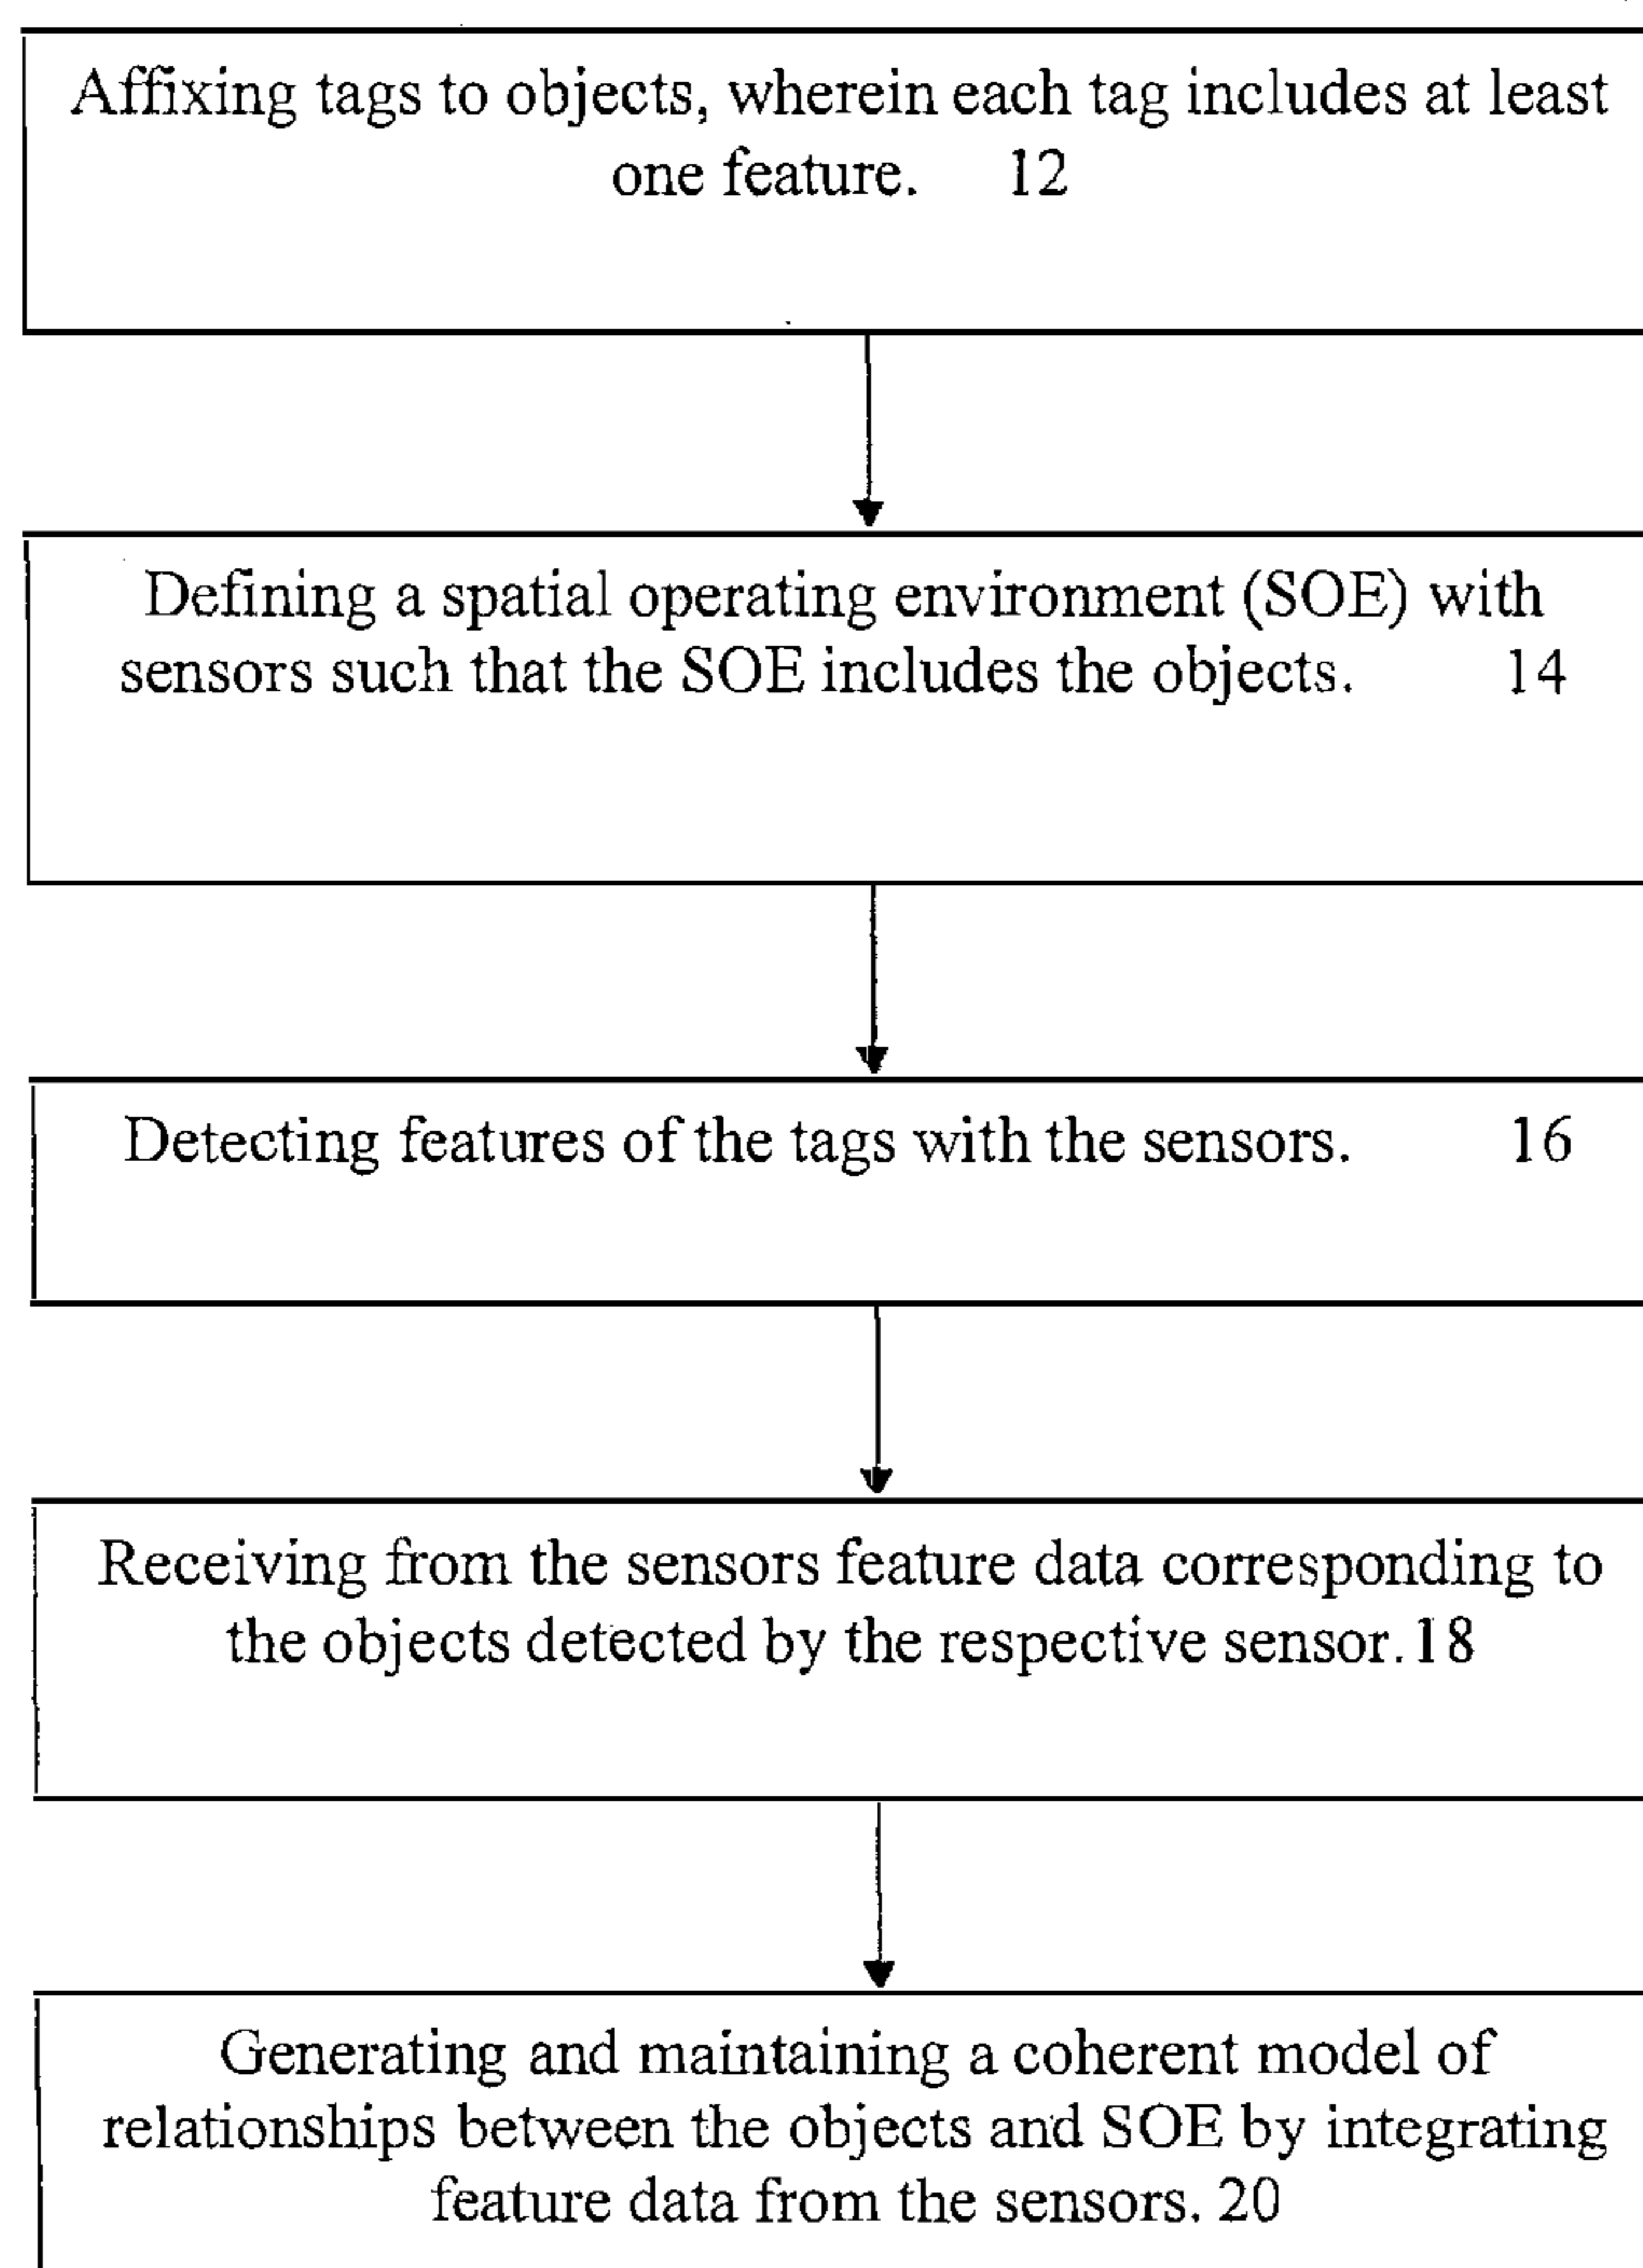 Affixing tags to objects, wherein each tag includes at least
one feature. 12
Defining a spatial operating environment (SOE) with
sensors such that the SOE includes the objects. 14
Detecting features of the tags with the sensors. 16
Receiving from the sensors feature data corresponding to
the objects detected by the respective sensor. 18
Generating and maintaining a coherent model of
relationships between the objects and SOE by integrating
feature data from the sensors. 20